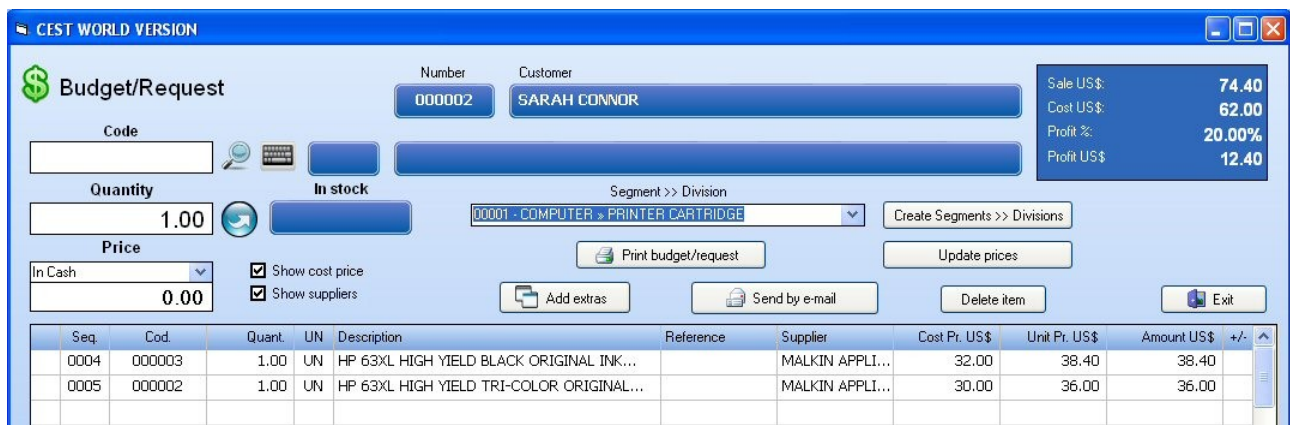 CEST WORLD VERSION
Budget/Request
Number
000002
Customer
SARAH CONNOR
Sale US$: 74.40
Cost US$: 62.00
Profit %: 20.00%
Profit US$ 12.40
Code
Quantity
1.00
In stock
Segment >> Division
00001 - COMPUTER » PRINTER CARTRIDGE
Create Segments >> Divisions
Price
In Cash
0.00
Show cost price
Show suppliers
Print budget/request
Update prices
Add extras
Send by e-mail
Delete item
Exit
Seq. Cod. Quant. UN Description Reference Supplier Cost Pr. US$ Unit Pr. US$ Amount US$ +/-
0004 000003 1.00 UN HP 63XL HIGH YIELD BLACK ORIGINAL INK... MALKIN APPLI... 32.00 38.40 38.40
0005 000002 1.00 UN HP 63XL HIGH YIELD TRI-COLOR ORIGINAL... MALKIN APPLI... 30.00 36.00 36.00